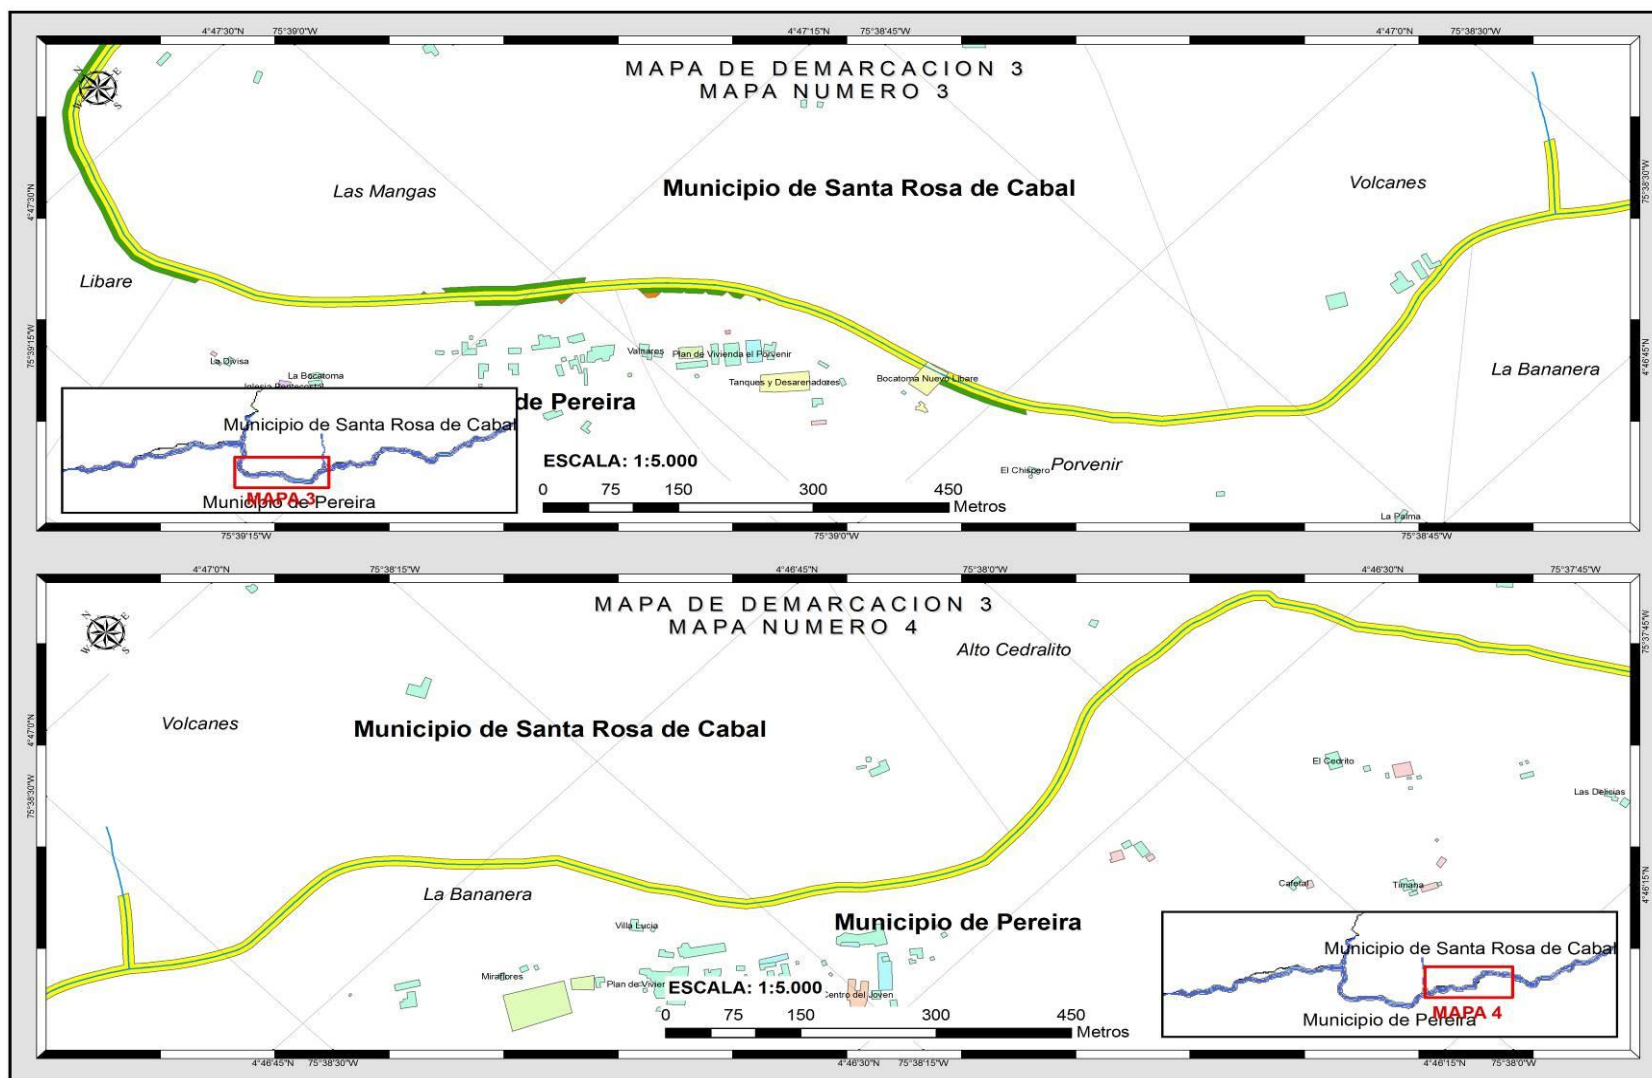 4°47'30"N 75°39'0"W 4°47'15"N 75°38'45"W 4°47'0"N 75°38'30"W
MAPA DE DEMARCACION 3
MAPA NUMERO 3
N E
W S
Las Mangas
Municipio de Santa Rosa de Cabal
Volcanes
4°47'30"N
75°38'30"W
Libare
75°39'15"W
4°46'45"N
La Divisa
Valhares
Plan de Vivienda el Porvenir
La Bananera
La Bocatoma
Iglesia Pentecosta
Tanques y Desarenadores
Bocatoma Nuevo Libare
de Pereira
Municipio de Santa Rosa de Cabal
MAPA 3
Municipio de Pereira
ESCALA: 1:5.000
0 75 150 300 450
Metros
El Chispero
Porvenir
La Palma
75°39'15"W 75°39'0"W 75°38'45"W
4°47'0"N 75°38'15"W 4°46'45"N 75°38'0"W 4°46'30"N 75°37'45"W
MAPA DE DEMARCACION 3
MAPA NUMERO 4
N E
W S
Alto Cedralito
75°37'45"W
Volcanes
Municipio de Santa Rosa de Cabal
4°47'0"N
75°38'30"W
El Cedrito
Las Delicias
La Bananera
Cafetal
Timana
4°46'15"N
Villa Lucia
Municipio de Pereira
Miraflores
Plan de Vivier
Centro del Joven
ESCALA: 1:5.000
0 75 150 300 450
Metros
Municipio de Santa Rosa de Cabal
MAPA 4
Municipio de Pereira
4°46'45"N 75°38'30"W 4°46'30"N 75°38'15"W 4°46'15"N 75°38'0"W